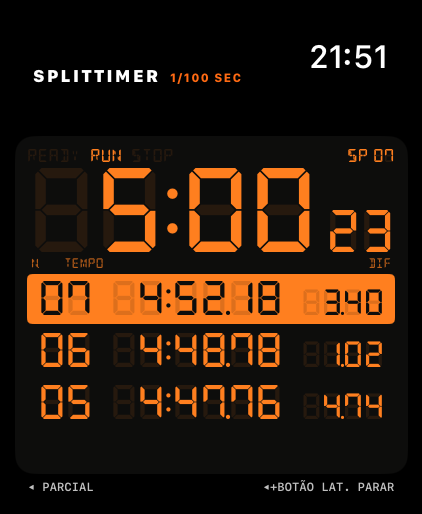 21:51
SPLITTIMER 1/100 SEC
READY RUN STOP SP 07
5:00 23
N. TEMPO DIF
07 4:52.18 3.40
06 4:48.78 1.02
05 4:47.76 4.74
◂ PARCIAL ◂+BOTÃO LAT. PARAR